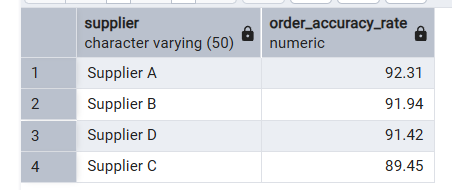 supplier order_accuracy_rate
character varying (50) numeric
1 Supplier A 92.31
2 Supplier B 91.94
3 Supplier D 91.42
4 Supplier C 89.45